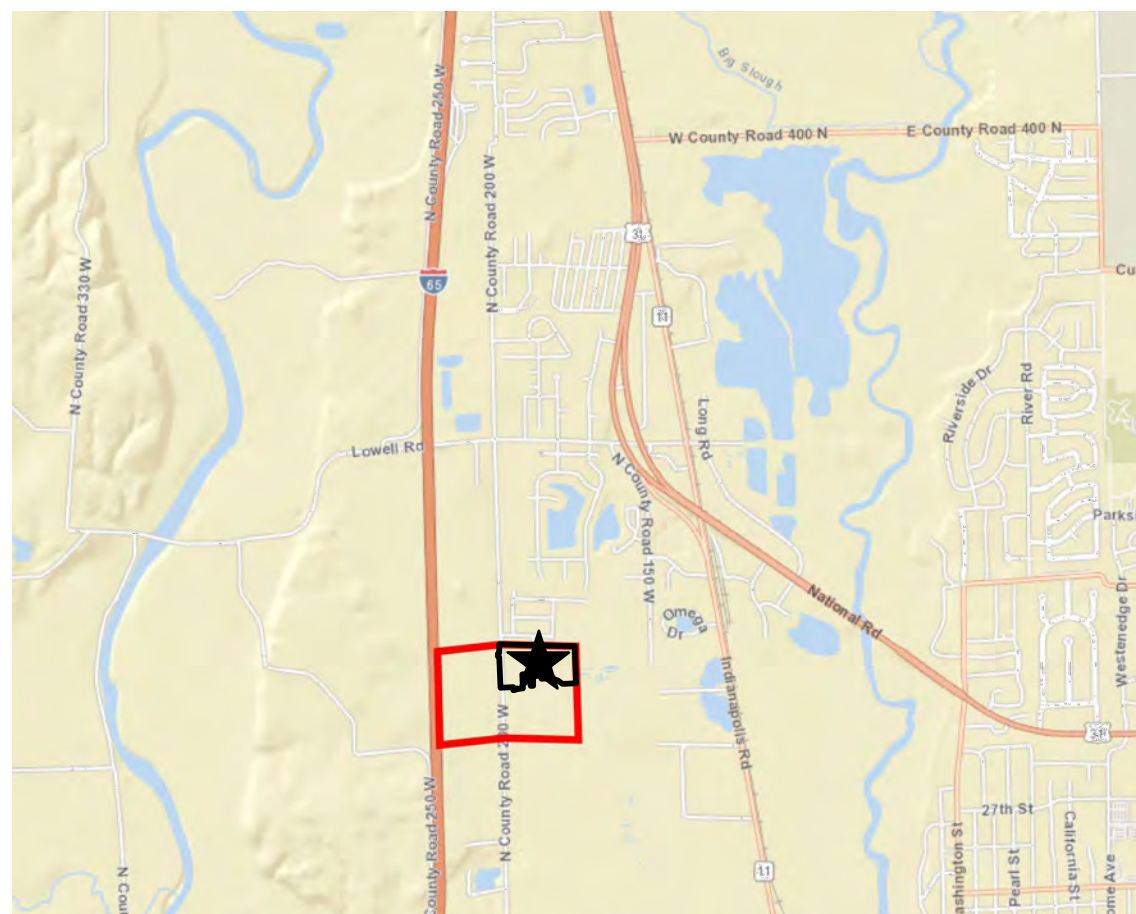 Big Slough
N County Road 250 W
W County Road 400 N
E County Road 400 N
N County Road 200 W
31
Cu
65
N County Road 330 W
11
Riverside Dr
River Rd
Long Rd
Lowell Rd
N County Road 150 W
Parksi
National Rd
Omega
Dr
Westenedge Dr
Indianapolis Rd
N County Road 200 W
31
27th St
County Road 250 W
California St
Pearl St
ashington St
ome Ave
11
N Coun